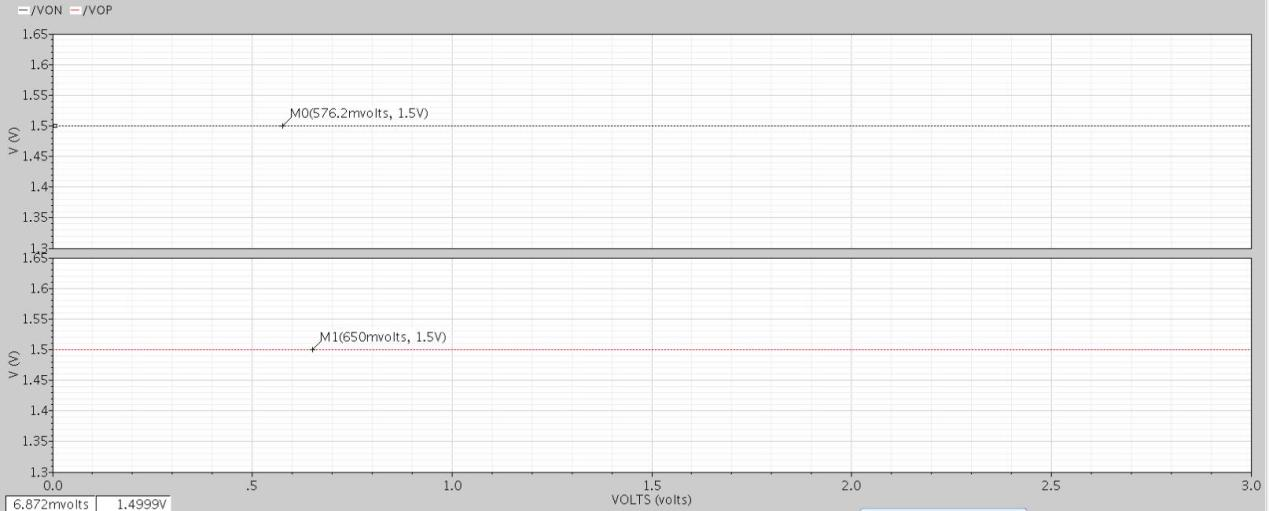 /VON /VOP
1.65
1.6
1.55
M0(576.2mvolts, 1.5V)
1.5
V (V)
1.45
1.4
1.35
1.3
1.65
1.6
1.55
M1(650mvolts, 1.5V)
1.5
V (V)
1.45
1.4
1.35
1.3
0.0 .5 1.0 1.5 2.0 2.5 3.0
VOLTS (volts)
6.872mvolts 1.4999V